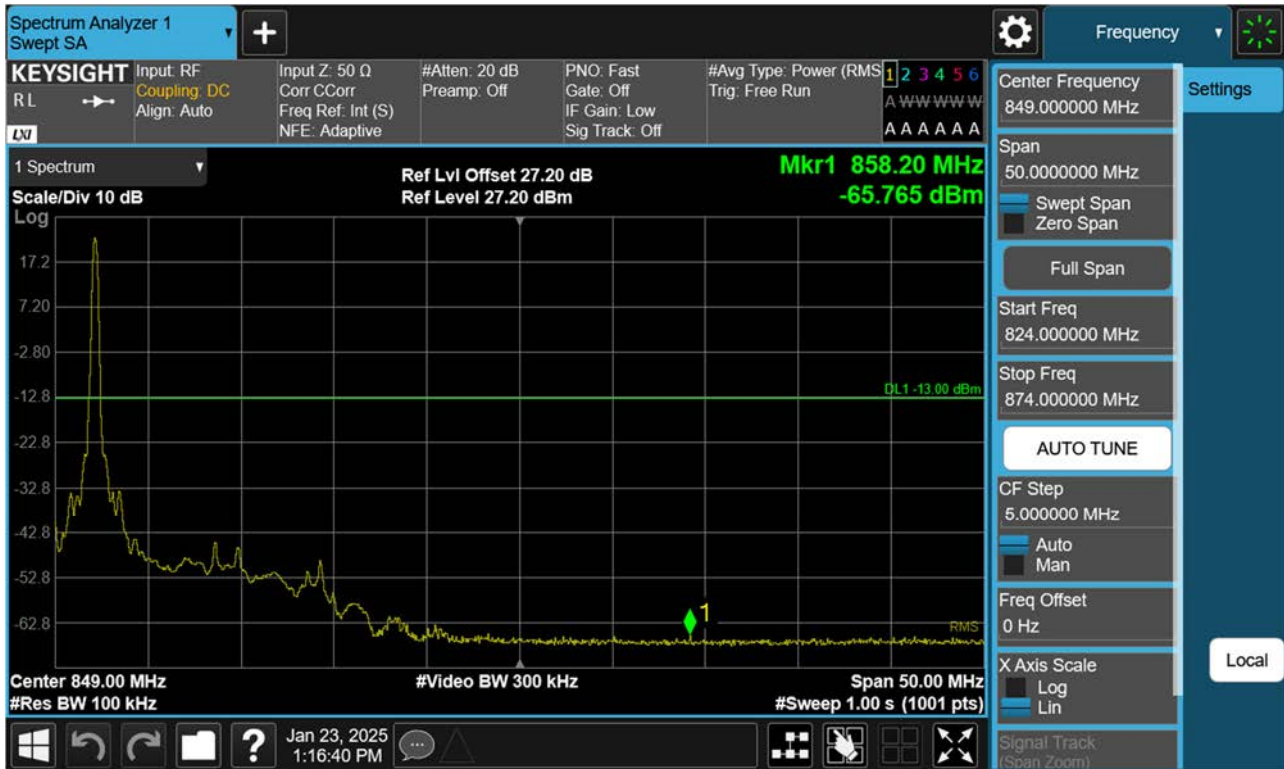 Spectrum Analyzer 1
Swept SA
+
Frequency
KEYSIGHT
RL
LXI
Input: RF
Coupling: DC
Align: Auto
Input Z: 50 Ω
Corr CCorr
Freq Ref: Int (S)
NFE: Adaptive
#Atten: 20 dB
Preamp: Off
PNO: Fast
Gate: Off
IF Gain: Low
Sig Track: Off
#Avg Type: Power (RMS
Trig: Free Run
1 2 3 4 5 6
A W W W W W
A A A A A A
1 Spectrum
Scale/Div 10 dB
Log
Ref Lvl Offset 27.20 dB
Ref Level 27.20 dBm
Mkr1 858.20 MHz
-65.765 dBm
17.2
7.20
-2.80
-12.8
-22.8
-32.8
-42.8
-52.8
-62.8
DL1 -13.00 dBm
1
RMS
Center 849.00 MHz
#Res BW 100 kHz
#Video BW 300 kHz
Span 50.00 MHz
#Sweep 1.00 s (1001 pts)
Center Frequency
849.000000 MHz
Settings
Span
50.0000000 MHz
Swept Span
Zero Span
Full Span
Start Freq
824.000000 MHz
Stop Freq
874.000000 MHz
AUTO TUNE
CF Step
5.000000 MHz
Auto
Man
Freq Offset
0 Hz
X Axis Scale
Log
Lin
Signal Track
(Span Zoom)
Local
?
Jan 23, 2025
1:16:40 PM